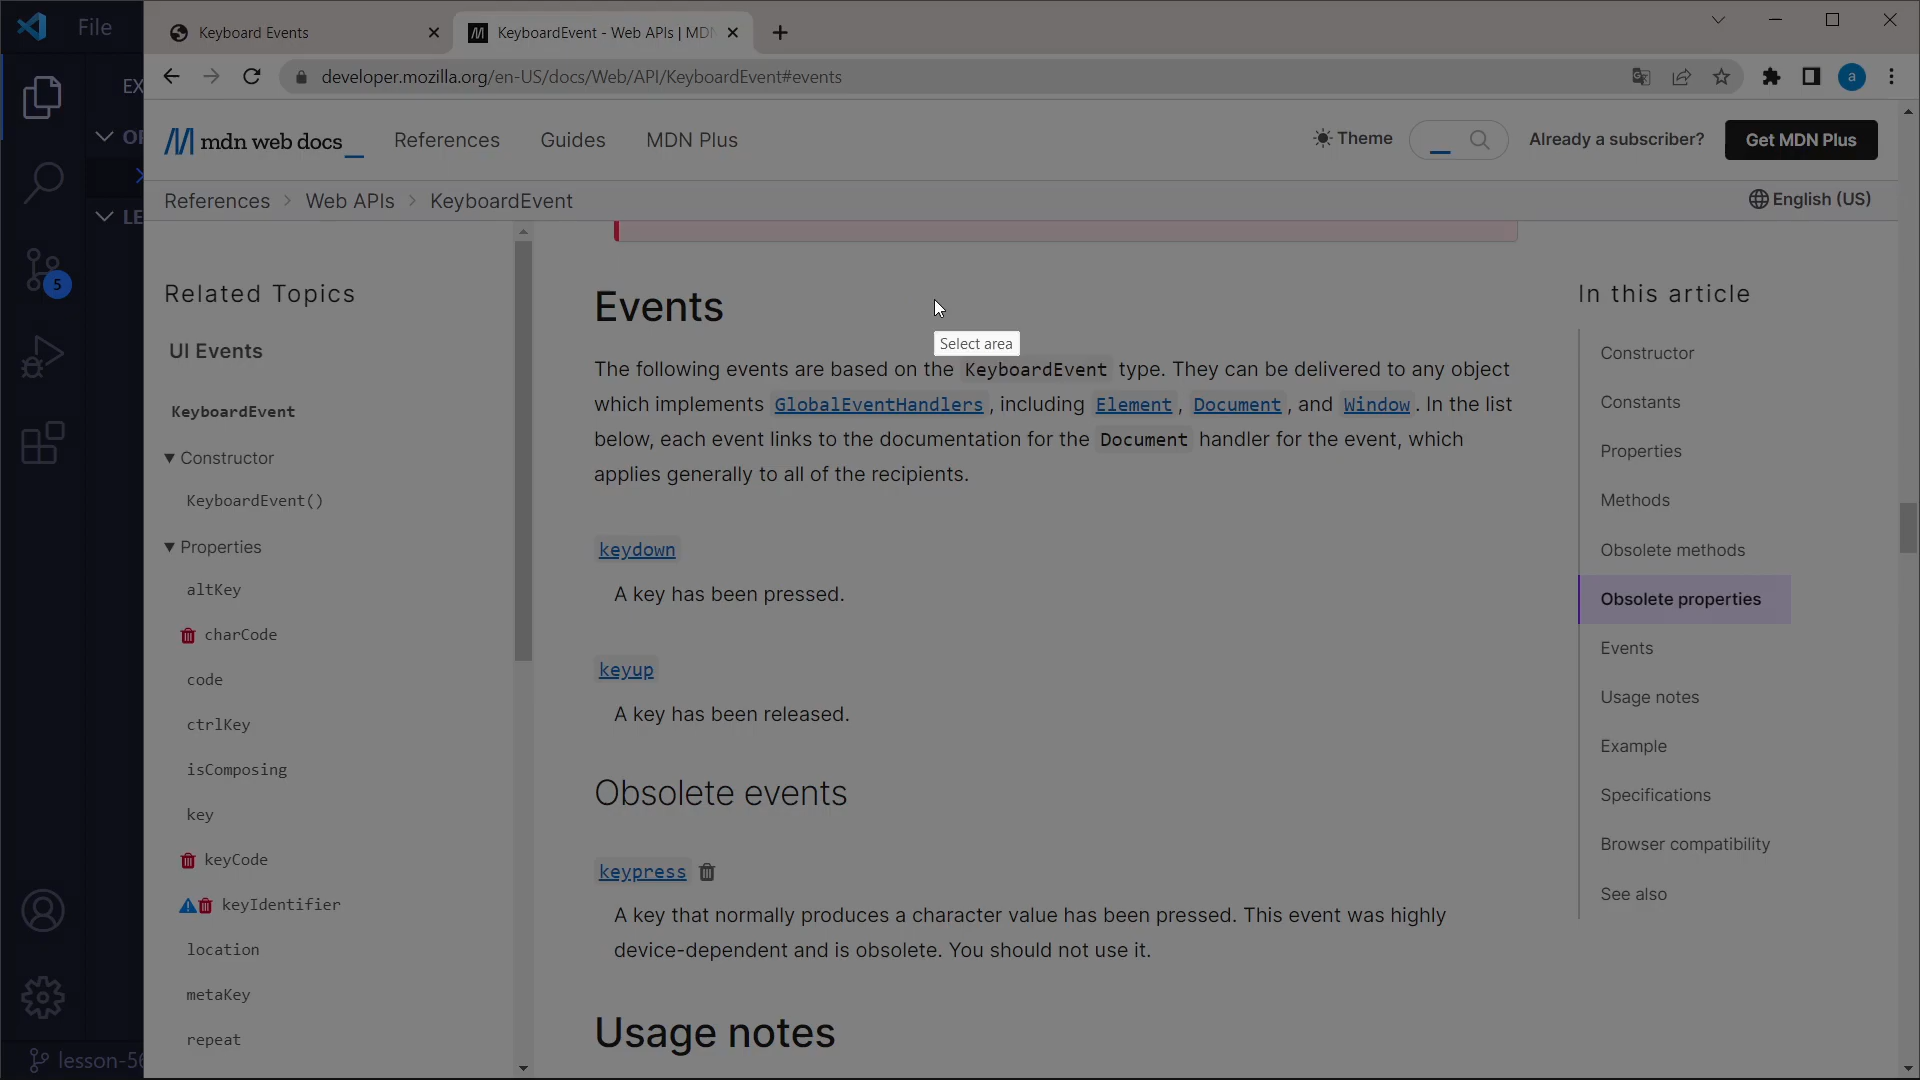 File
Keyboard Events
KeyboardEvent - Web APIs | MDN
developer.mozilla.org/en-US/docs/Web/API/KeyboardEvent#events
a
EX
OP
LE
5
lesson-56
mdn web docs
References
Guides
MDN Plus
Theme
Already a subscriber?
Get MDN Plus
References > Web APIs > KeyboardEvent
English (US)
Related Topics
UI Events
KeyboardEvent
Constructor
KeyboardEvent()
Properties
altKey
charCode
code
ctrlKey
isComposing
key
keyCode
keyIdentifier
location
metaKey
repeat
Events
Select area
The following events are based on the KeyboardEvent type. They can be delivered to any object
which implements GlobalEventHandlers, including Element, Document, and Window. In the list
below, each event links to the documentation for the Document handler for the event, which
applies generally to all of the recipients.
keydown
A key has been pressed.
keyup
A key has been released.
Obsolete events
keypress
A key that normally produces a character value has been pressed. This event was highly
device-dependent and is obsolete. You should not use it.
Usage notes
In this article
Constructor
Constants
Properties
Methods
Obsolete methods
Obsolete properties
Events
Usage notes
Example
Specifications
Browser compatibility
See also